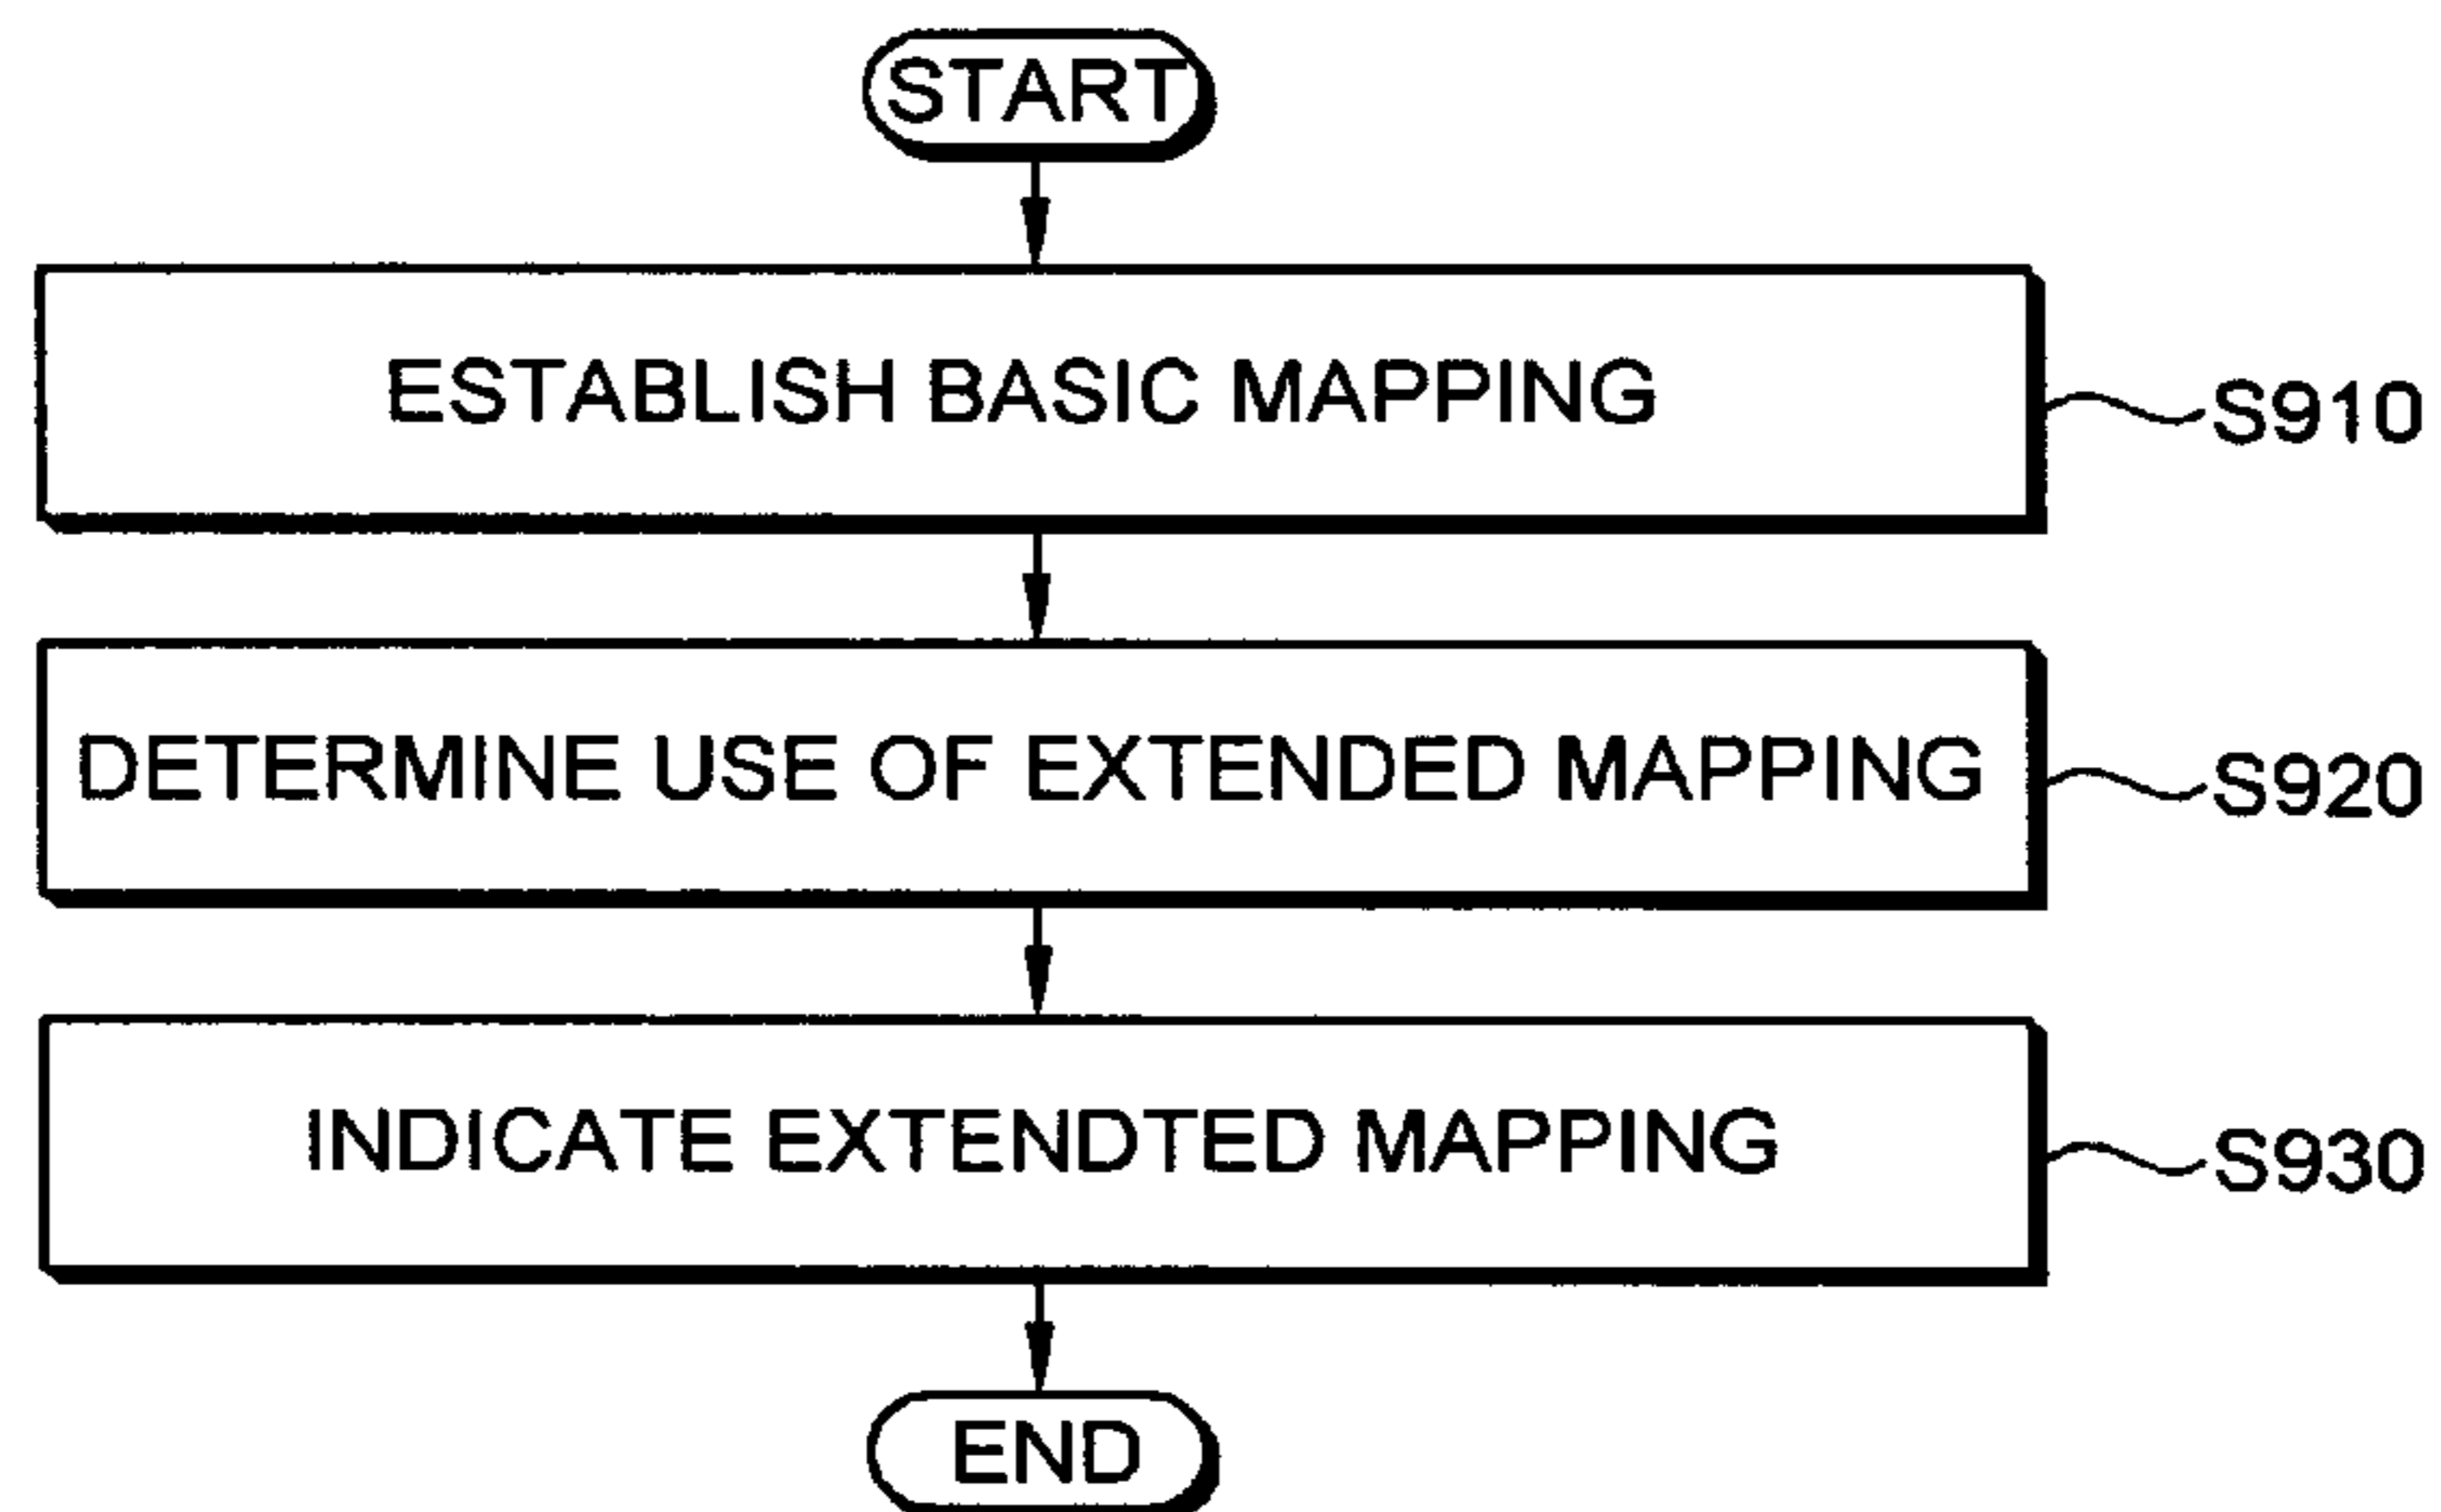 START
ESTABLISH BASIC MAPPING
S910
DETERMINE USE OF EXTENDED MAPPING
S920
INDICATE EXTENDTED MAPPING
S930
END